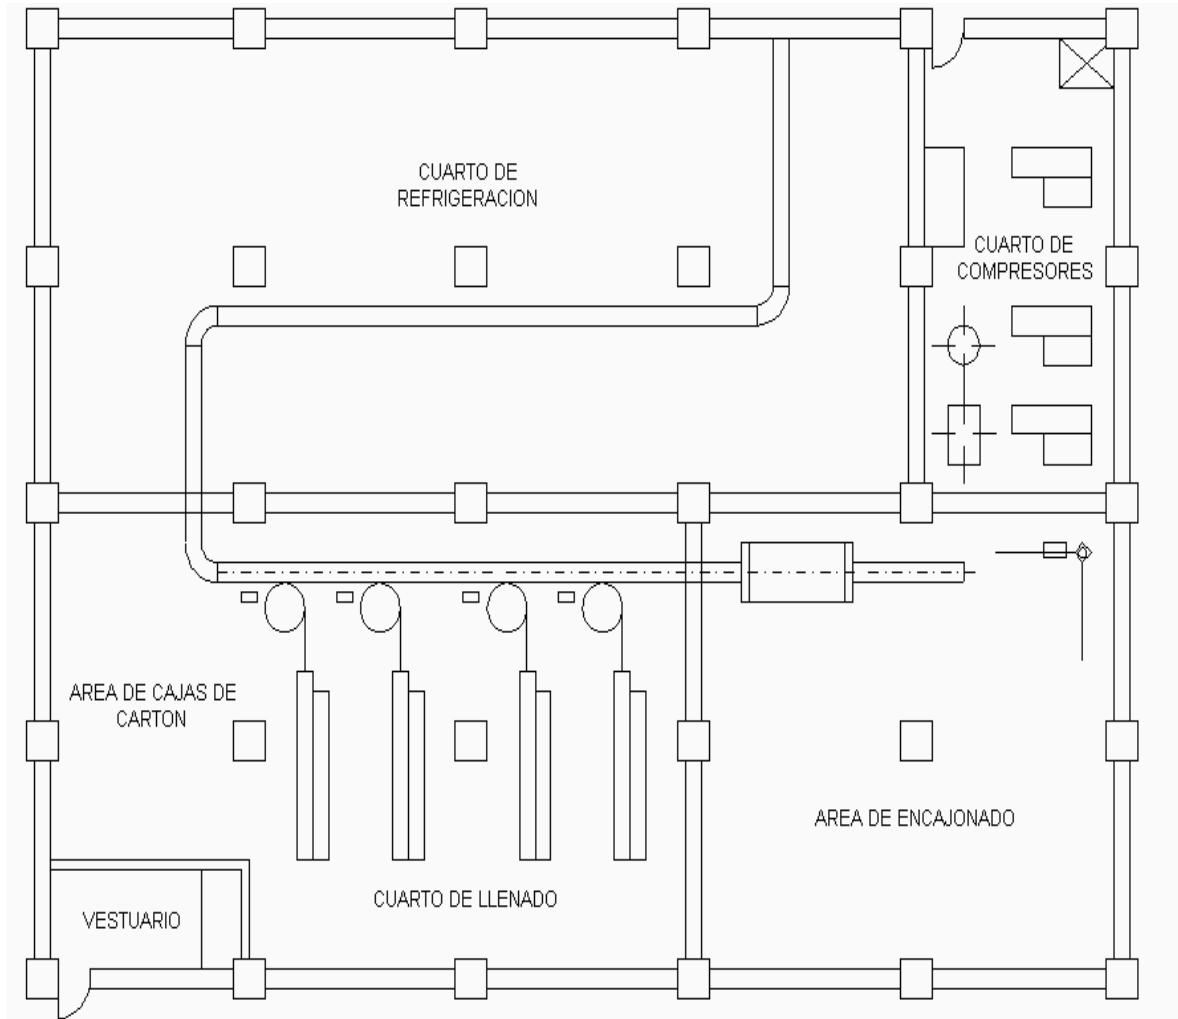 CUARTO DE
REFRIGERACION
CUARTO DE
COMPRESORES
AREA DE CAJAS DE
CARTON
AREA DE ENCAJONADO
CUARTO DE LLENADO
VESTUARIO